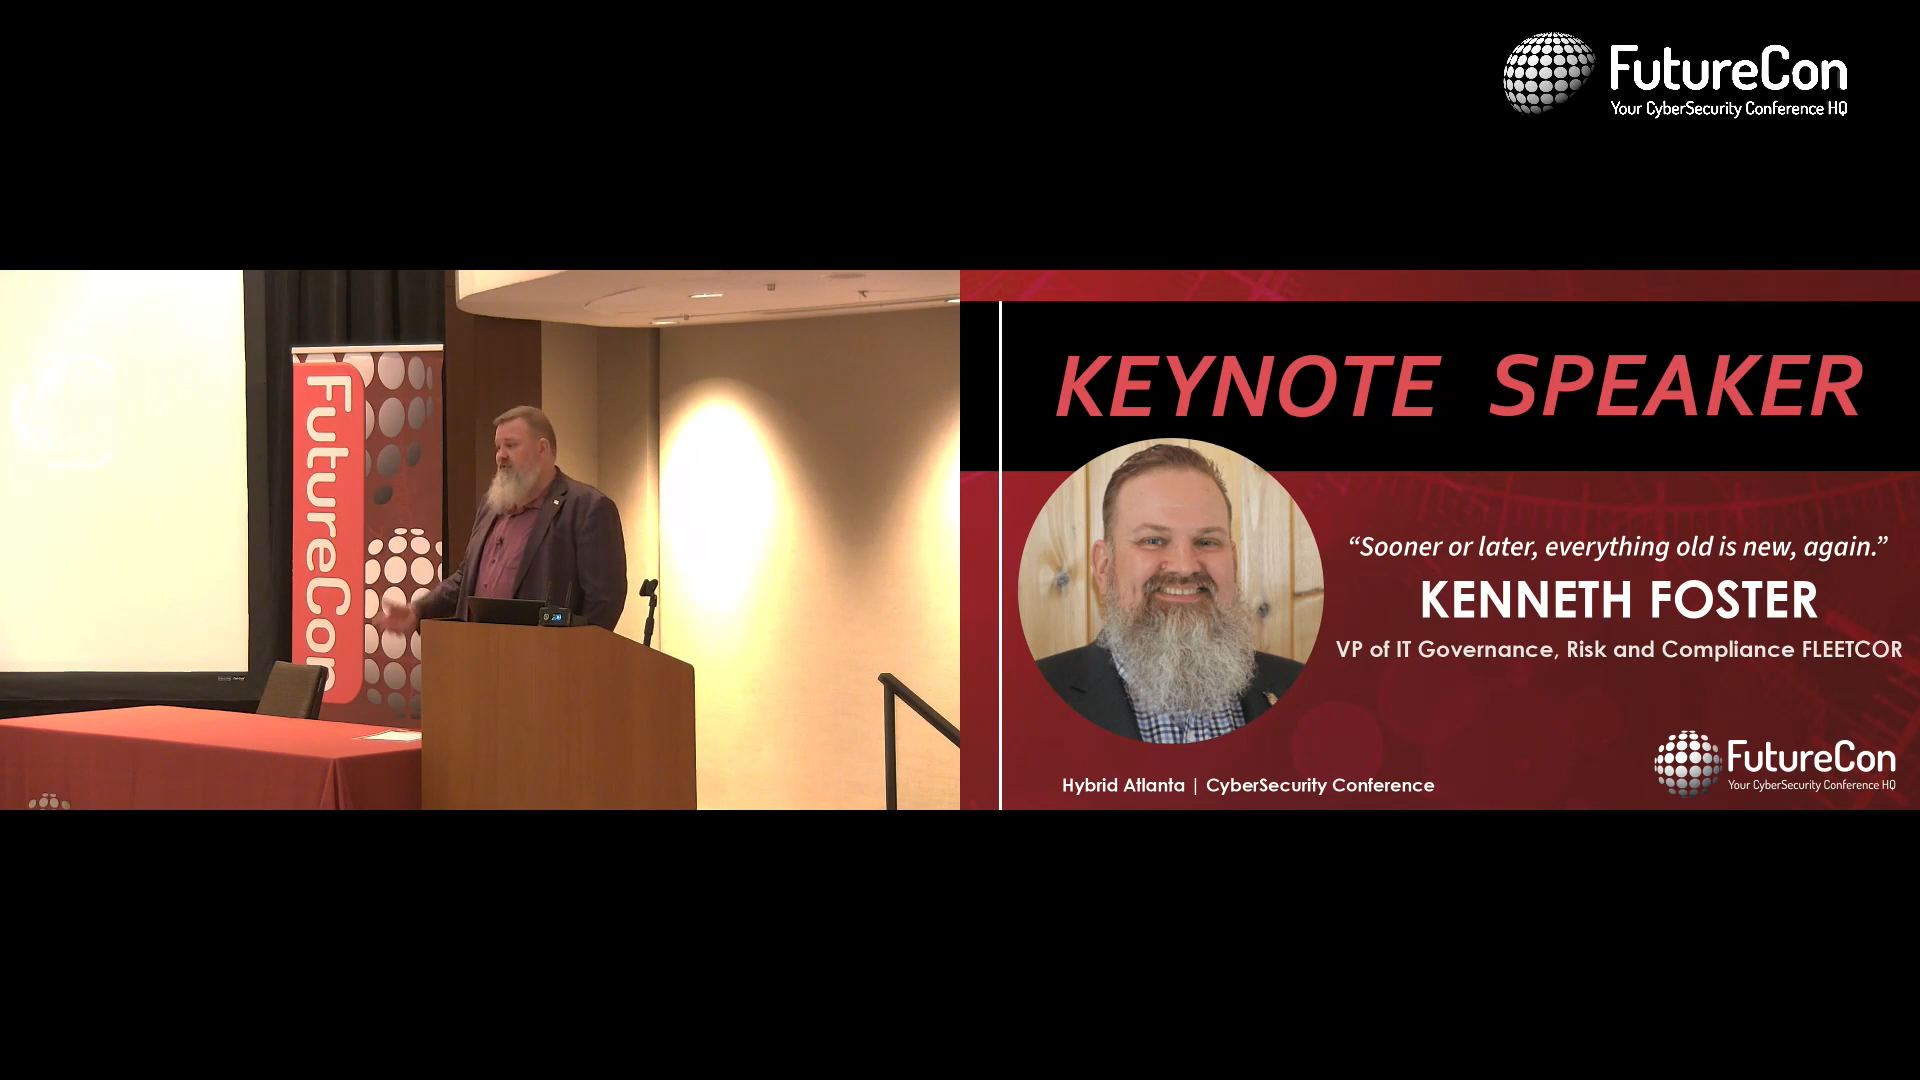 FutureCon
Your CyberSecurity Conference HQ
FutureCon
KEYNOTE SPEAKER
“Sooner or later, everything old is new, again.”
KENNETH FOSTER
VP of IT Governance, Risk and Compliance FLEETCOR
Hybrid Atlanta | CyberSecurity Conference
FutureCon
Your CyberSecurity Conference HQ